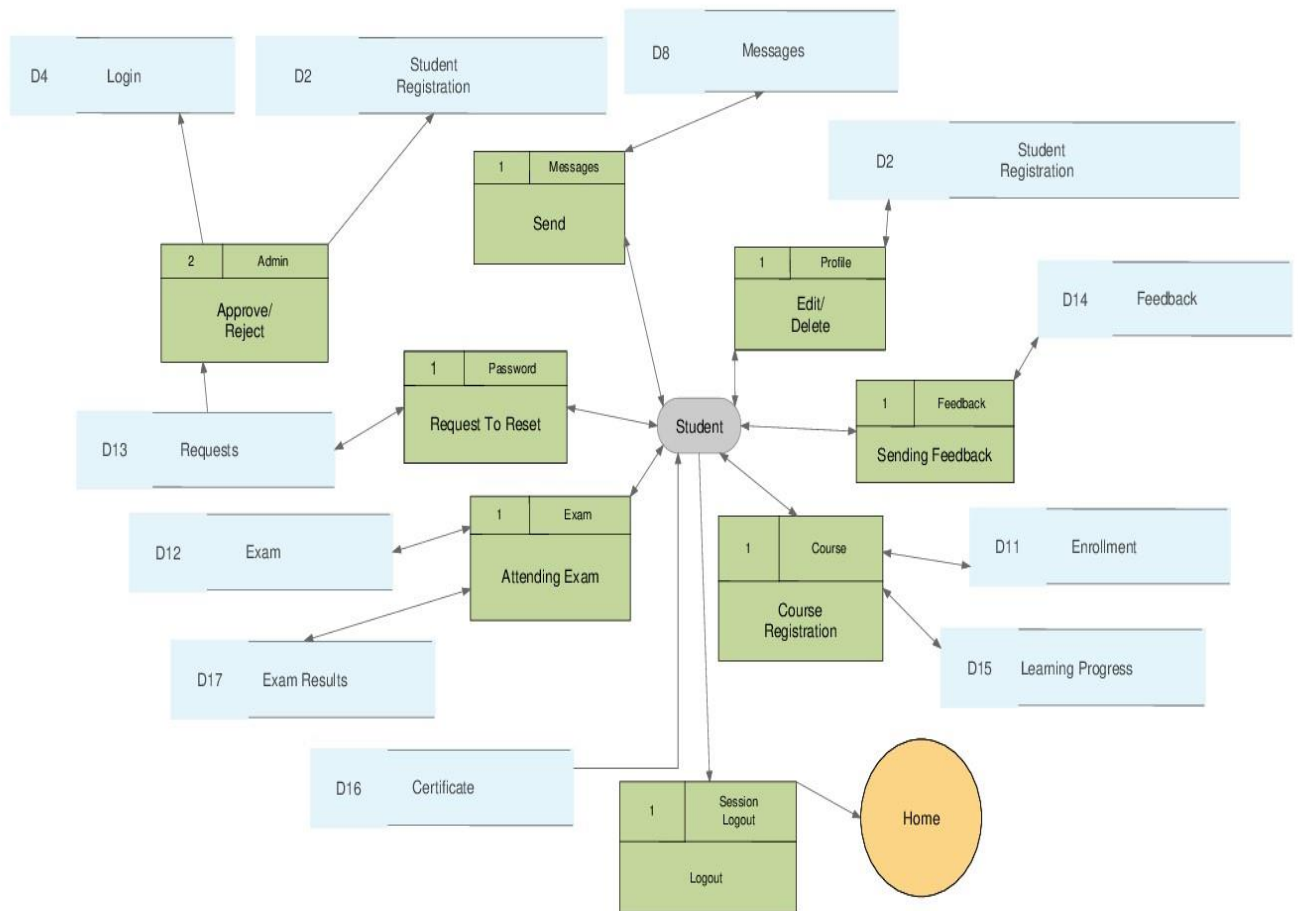 D4 Login
D2 Student
Registration
D8 Messages
1 Messages
Send
D2 Student
Registration
2 Admin
Approve/
Reject
1 Profile
Edit/
Delete
D14 Feedback
1 Password
Request To Reset
Student
1 Feedback
Sending Feedback
D13 Requests
1 Exam
Attending Exam
D12 Exam
1 Course
Course
Registration
D11 Enrollment
D17 Exam Results
D15 Learning Progress
D16 Certificate
1 Session
Logout
Logout
Home